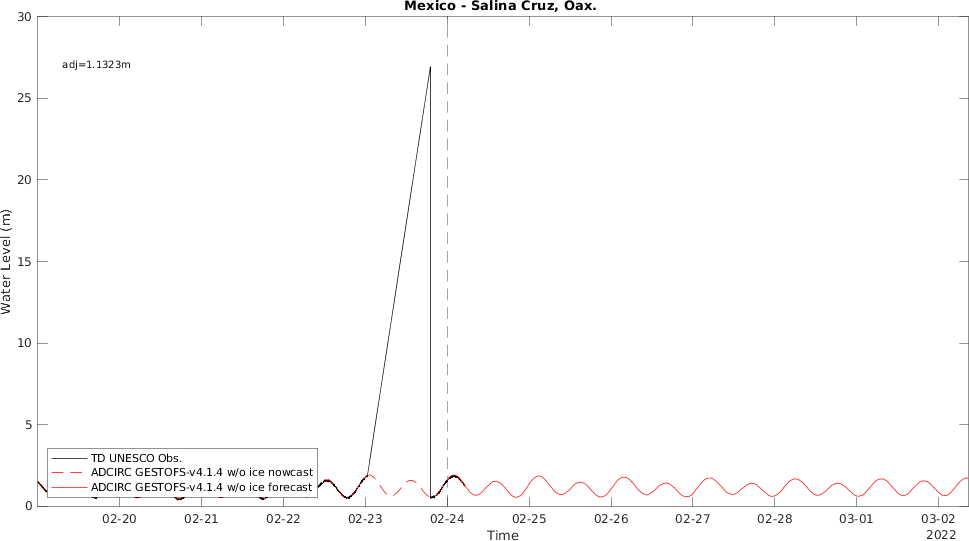 Mexico - Salina Cruz, Oax.
30
adj=1.1323m
25
20
15
10
5
0
Water Level (m)
TD UNESCO Obs.
ADCIRC GESTOFS-v4.1.4 w/o ice nowcast
ADCIRC GESTOFS-v4.1.4 w/o ice forecast
02-20 02-21 02-22 02-23 02-24 02-25 02-26 02-27 02-28 03-01 03-02
Time 2022